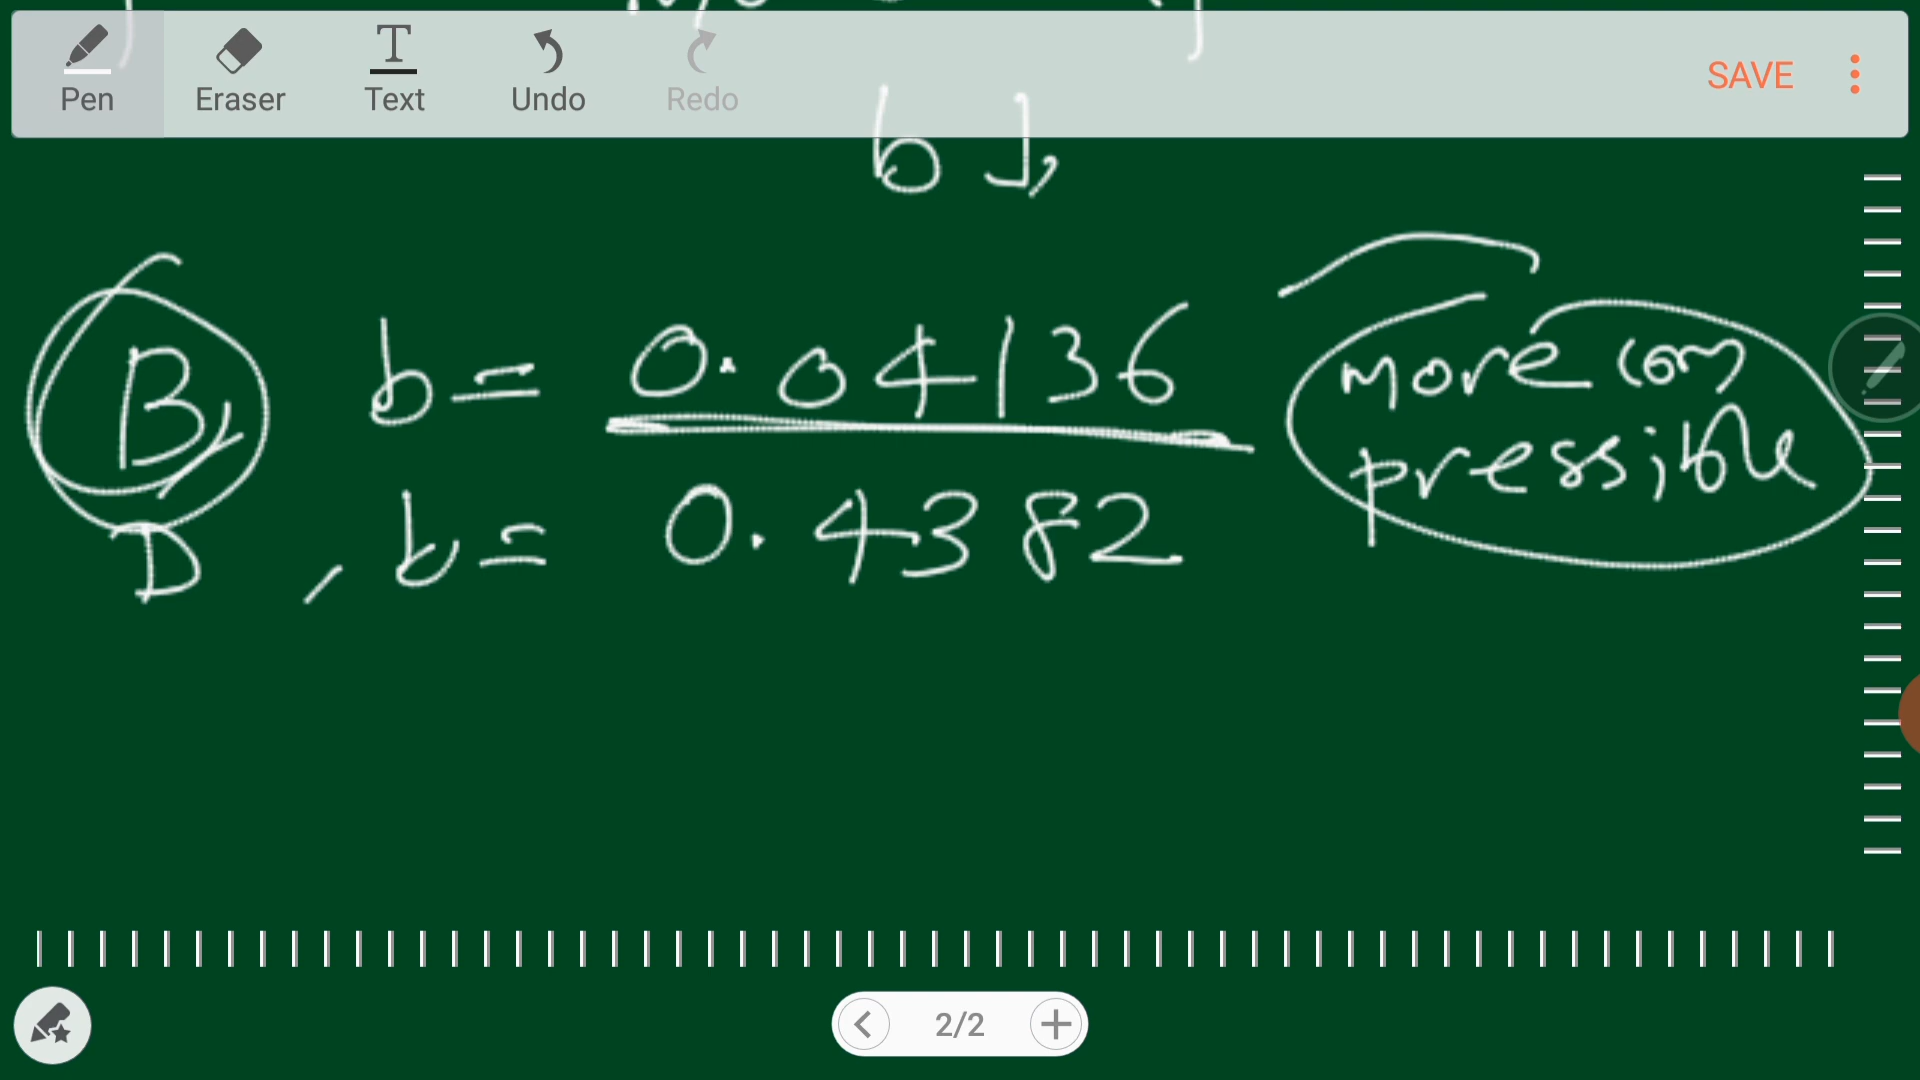 Pen Eraser Text Undo Redo SAVE
b],
B, b = 0.04136 more com
pressible
D, b = 0.4382
2/2